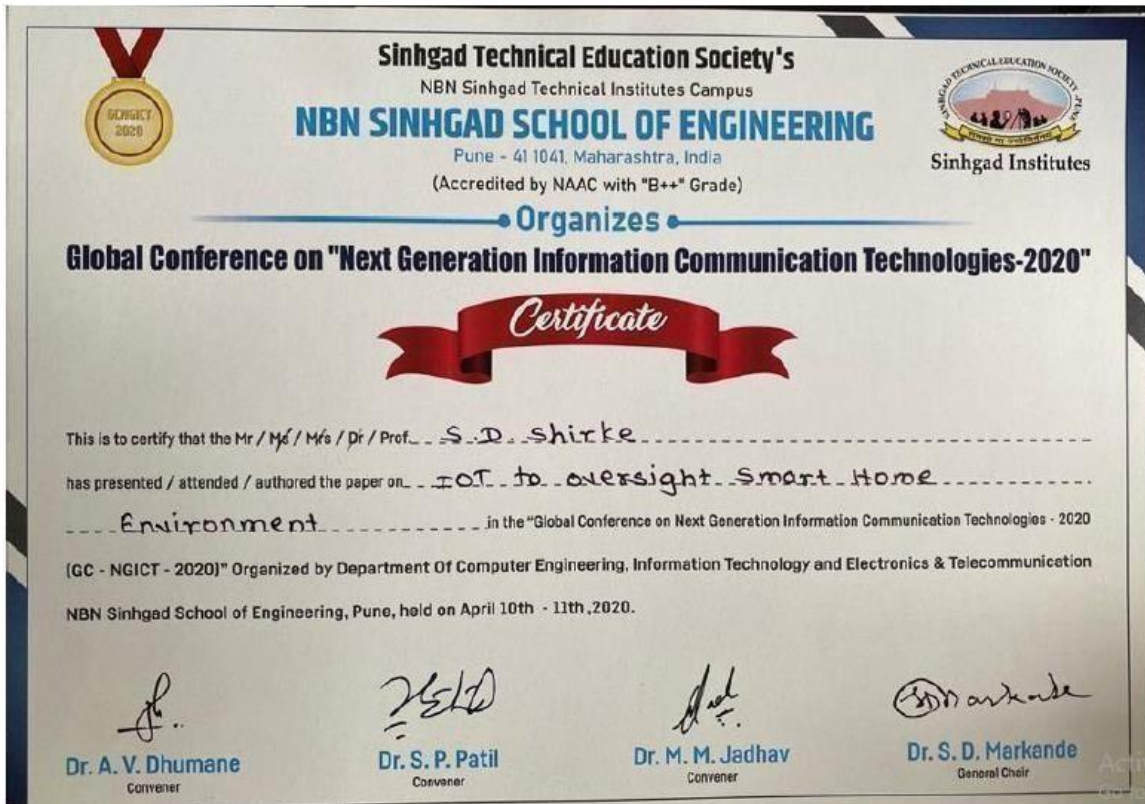 GCNGICT
2020
Sinhgad Technical Education Society's
NBN Sinhgad Technical Institutes Campus
NBN SINHGAD SCHOOL OF ENGINEERING
Pune - 41 1041, Maharashtra, India
(Accredited by NAAC with "B++" Grade)
SINHGAD TECHNICAL EDUCATION SOCIETY
Sinhgad Institutes
Organizes
Global Conference on "Next Generation Information Communication Technologies-2020"
Certificate
This is to certify that the Mr / Ms / Mrs / Dr / Prof. S.D. Shirke
has presented / attended / authored the paper on IOT to oversight Smart Home
Environment in the "Global Conference on Next Generation Information Communication Technologies - 2020
(GC - NGICT - 2020)" Organized by Department Of Computer Engineering, Information Technology and Electronics & Telecommunication
NBN Sinhgad School of Engineering, Pune, held on April 10th - 11th,2020.
Dr. A. V. Dhumane
Convener
Dr. S. P. Patil
Convener
Dr. M. M. Jadhav
Convener
SDMarkande
Dr. S. D. Markande
General Chair